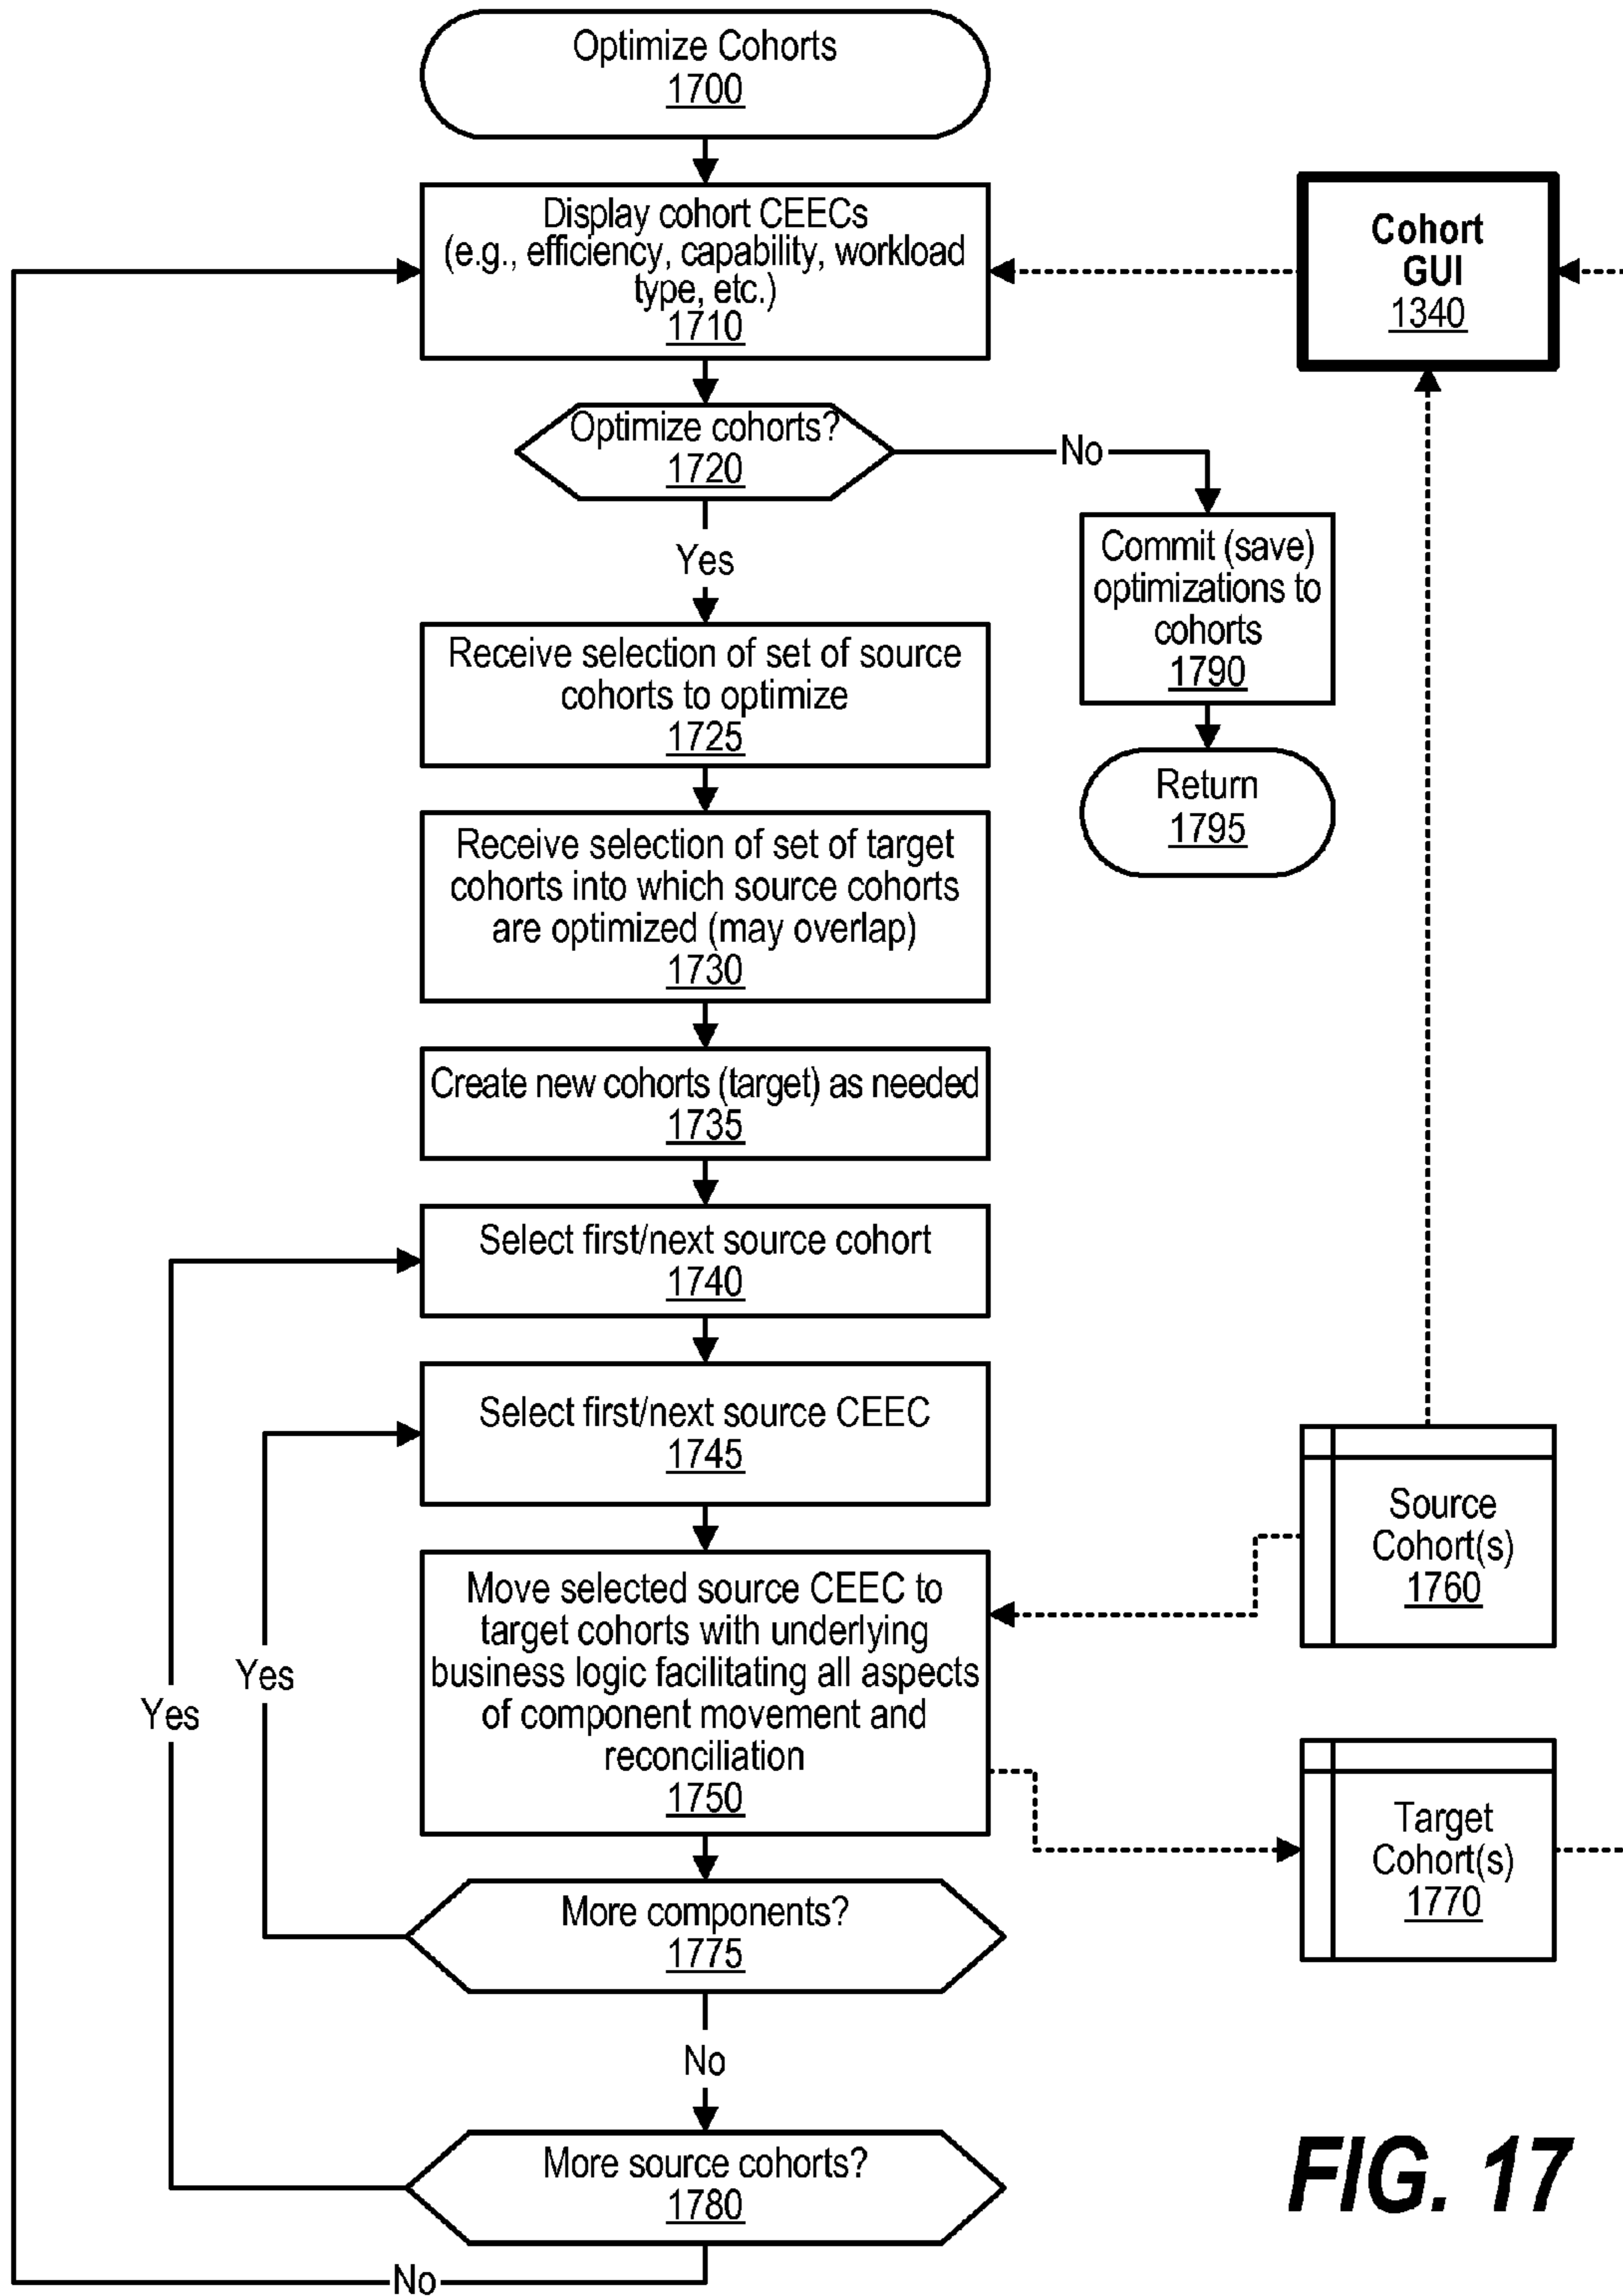 Optimize Cohorts
1700
Display cohort CEECs
(e.g., efficiency, capability, workload
type, etc.)
1710
Cohort
GUI
1340
Optimize cohorts?
1720
No
Yes
Commit (save)
optimizations to
cohorts
1790
Return
1795
Receive selection of set of source
cohorts to optimize
1725
Receive selection of set of target
cohorts into which source cohorts
are optimized (may overlap)
1730
Create new cohorts (target) as needed
1735
Select first/next source cohort
1740
Select first/next source CEEC
1745
Source
Cohort(s)
1760
Move selected source CEEC to
target cohorts with underlying
business logic facilitating all aspects
of component movement and
reconciliation
1750
Yes
Yes
Target
Cohort(s)
1770
More components?
1775
No
More source cohorts?
1780
No
FIG. 17